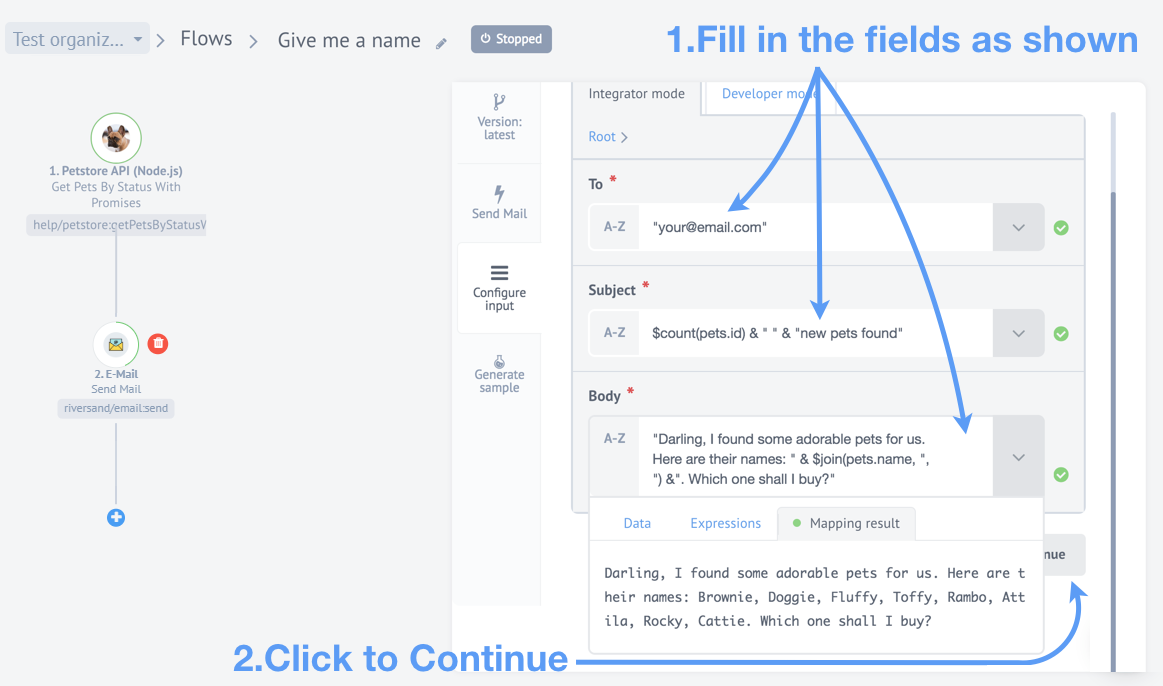 Test organiz...
Flows
Give me a name
Stopped
1.Fill in the fields as shown
1. Petstore API (Node.js)
Get Pets By Status With
Promises
help/petstore:getPetsByStatusW
2. E-Mail
Send Mail
riversand/email:send
Version:
latest
Send Mail
Configure
input
Generate
sample
Integrator mode
Developer mode
Root
To *
A-Z
"your@email.com"
Subject *
A-Z
$count(pets.id) & " " & "new pets found"
Body *
A-Z
"Darling, I found some adorable pets for us.
Here are their names: " & $join(pets.name, ",
") &". Which one shall I buy?"
Data
Expressions
Mapping result
Darling, I found some adorable pets for us. Here are t
heir names: Brownie, Doggie, Fluffy, Toffy, Rambo, Att
ila, Rocky, Cattie. Which one shall I buy?
nue
2.Click to Continue